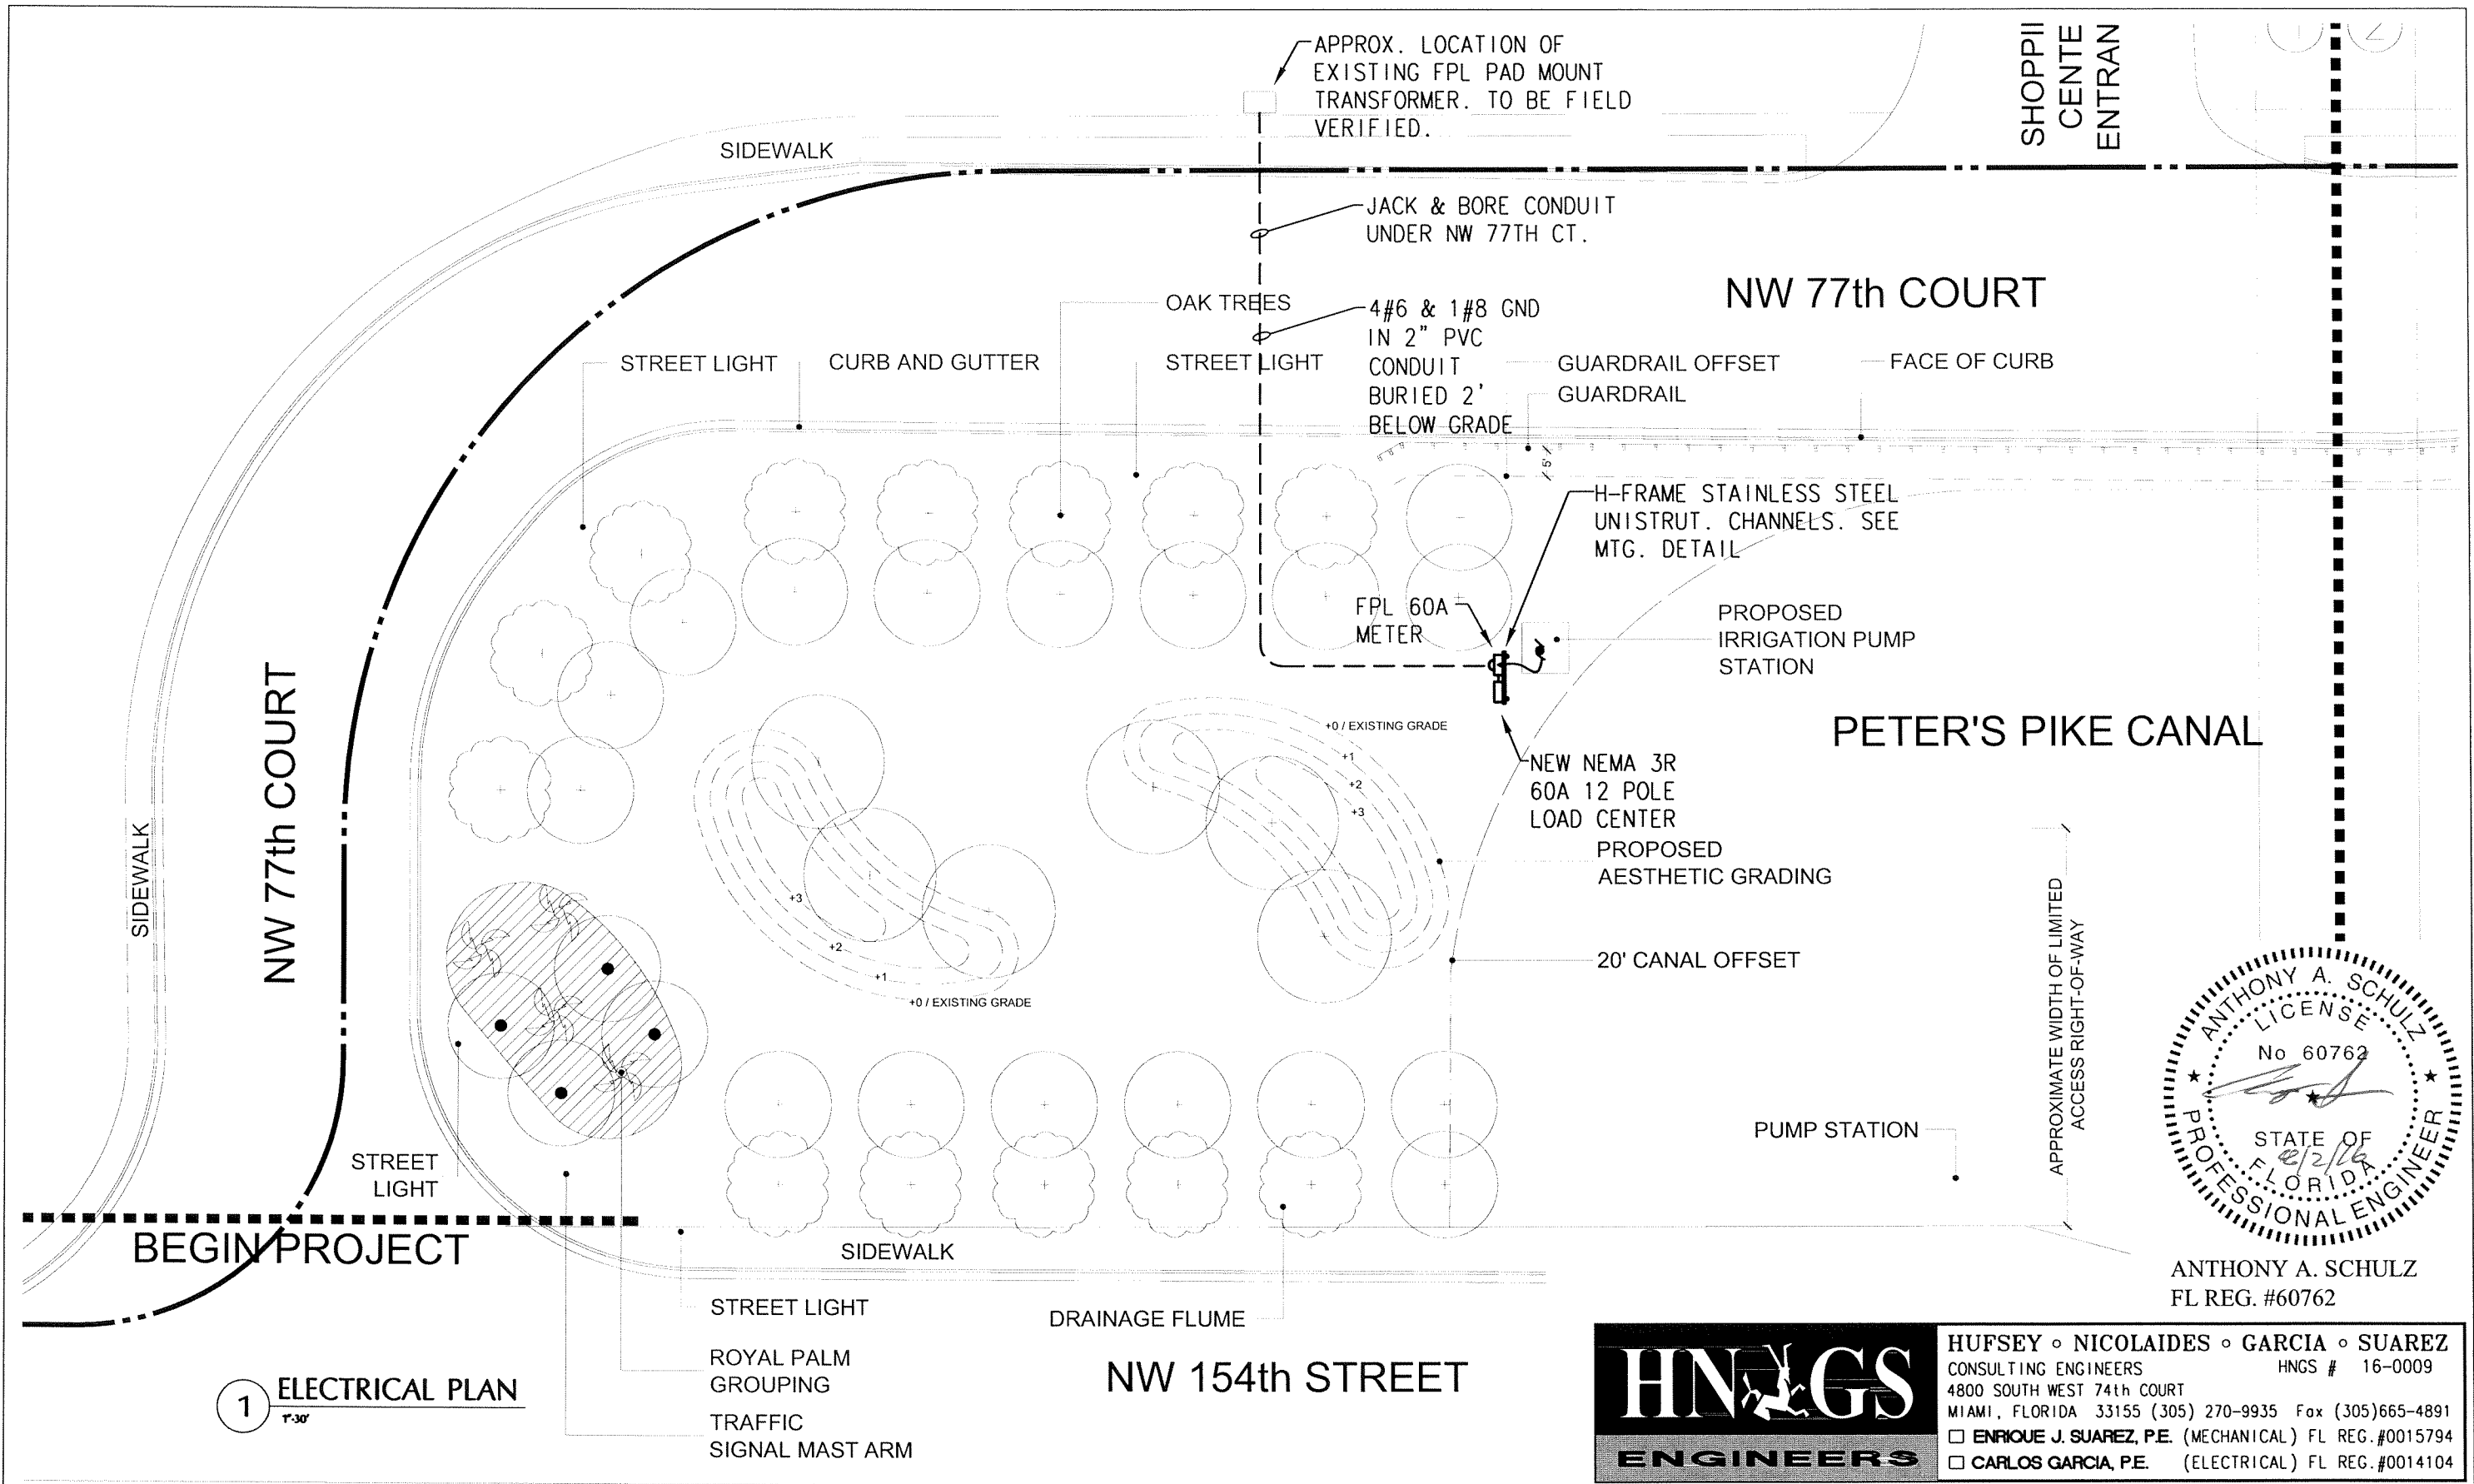 APPROX. LOCATION OF
EXISTING FPL PAD MOUNT
TRANSFORMER. TO BE FIELD
VERIFIED.
SHOPPII
CENTE
ENTRAN
1
2
SIDEWALK
JACK & BORE CONDUIT
UNDER NW 77TH CT.
NW 77th COURT
OAK TREES
4#6 & 1#8 GND
IN 2" PVC
CONDUIT
BURIED 2'
BELOW GRADE
STREET LIGHT
CURB AND GUTTER
STREET LIGHT
GUARDRAIL OFFSET
FACE OF CURB
GUARDRAIL
5'
H-FRAME STAINLESS STEEL
UNISTRUT. CHANNELS. SEE
MTG. DETAIL
FPL 60A
METER
PROPOSED
IRRIGATION PUMP
STATION
NW 77th COURT
SIDEWALK
+0 / EXISTING GRADE
+1
+2
+3
PETER'S PIKE CANAL
NEW NEMA 3R
60A 12 POLE
LOAD CENTER
PROPOSED
AESTHETIC GRADING
+3
+2
+1
+0 / EXISTING GRADE
20' CANAL OFFSET
APPROXIMATE WIDTH OF LIMITED
ACCESS RIGHT-OF-WAY
ANTHONY A. SCHULZ
LICENSE
No 60762
STATE OF
FLORIDA
PROFESSIONAL ENGINEER
PUMP STATION
STREET
LIGHT
BEGIN PROJECT
SIDEWALK
ANTHONY A. SCHULZ
FL REG. #60762
STREET LIGHT
DRAINAGE FLUME
ROYAL PALM
GROUPING
NW 154th STREET
TRAFFIC
SIGNAL MAST ARM
1 ELECTRICAL PLAN
1"-30'
HNGS
ENGINEERS
HUFSEY ∘ NICOLAIDES ∘ GARCIA ∘ SUAREZ
CONSULTING ENGINEERS HNGS # 16-0009
4800 SOUTH WEST 74th COURT
MIAMI, FLORIDA 33155 (305) 270-9935 Fax (305)665-4891
☐ ENRIQUE J. SUAREZ, P.E. (MECHANICAL) FL REG.#0015794
☐ CARLOS GARCIA, P.E. (ELECTRICAL) FL REG.#0014104